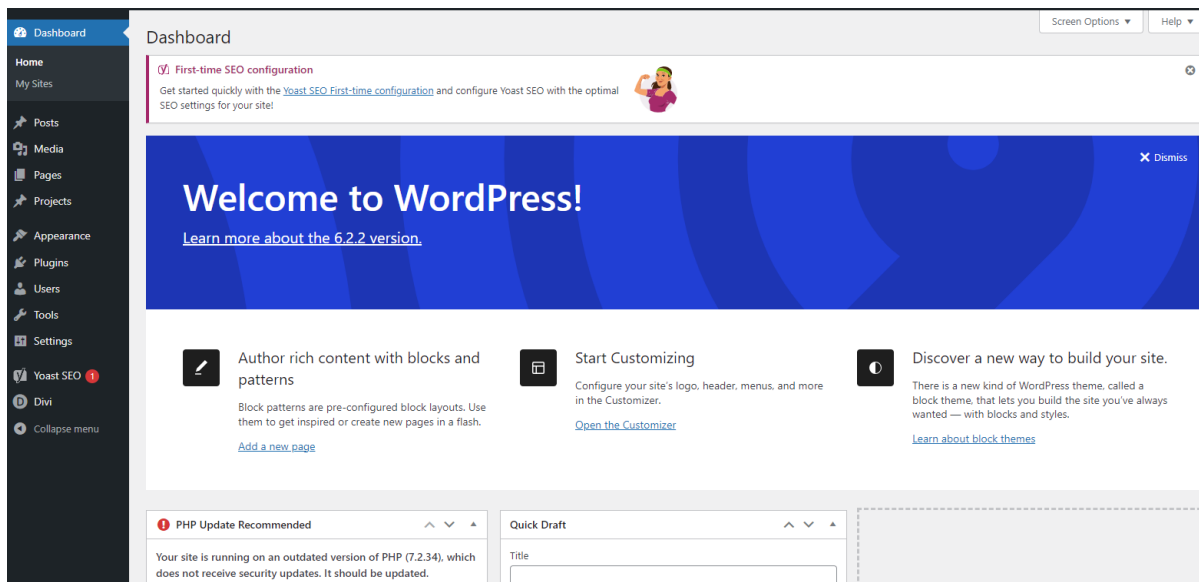 Dashboard
Home
My Sites
Posts
Media
Pages
Projects
Appearance
Plugins
Users
Tools
Settings
Yoast SEO 1
Divi
Collapse menu
Screen Options
Help
Dashboard
First-time SEO configuration
Get started quickly with the Yoast SEO First-time configuration and configure Yoast SEO with the optimal
SEO settings for your site!
Dismiss
Welcome to WordPress!
Learn more about the 6.2.2 version.
Author rich content with blocks and
patterns
Block patterns are pre-configured block layouts. Use
them to get inspired or create new pages in a flash.
Add a new page
Start Customizing
Configure your site's logo, header, menus, and more
in the Customizer.
Open the Customizer
Discover a new way to build your site.
There is a new kind of WordPress theme, called a
block theme, that lets you build the site you've always
wanted — with blocks and styles.
Learn about block themes
PHP Update Recommended
Your site is running on an outdated version of PHP (7.2.34), which
does not receive security updates. It should be updated.
Quick Draft
Title